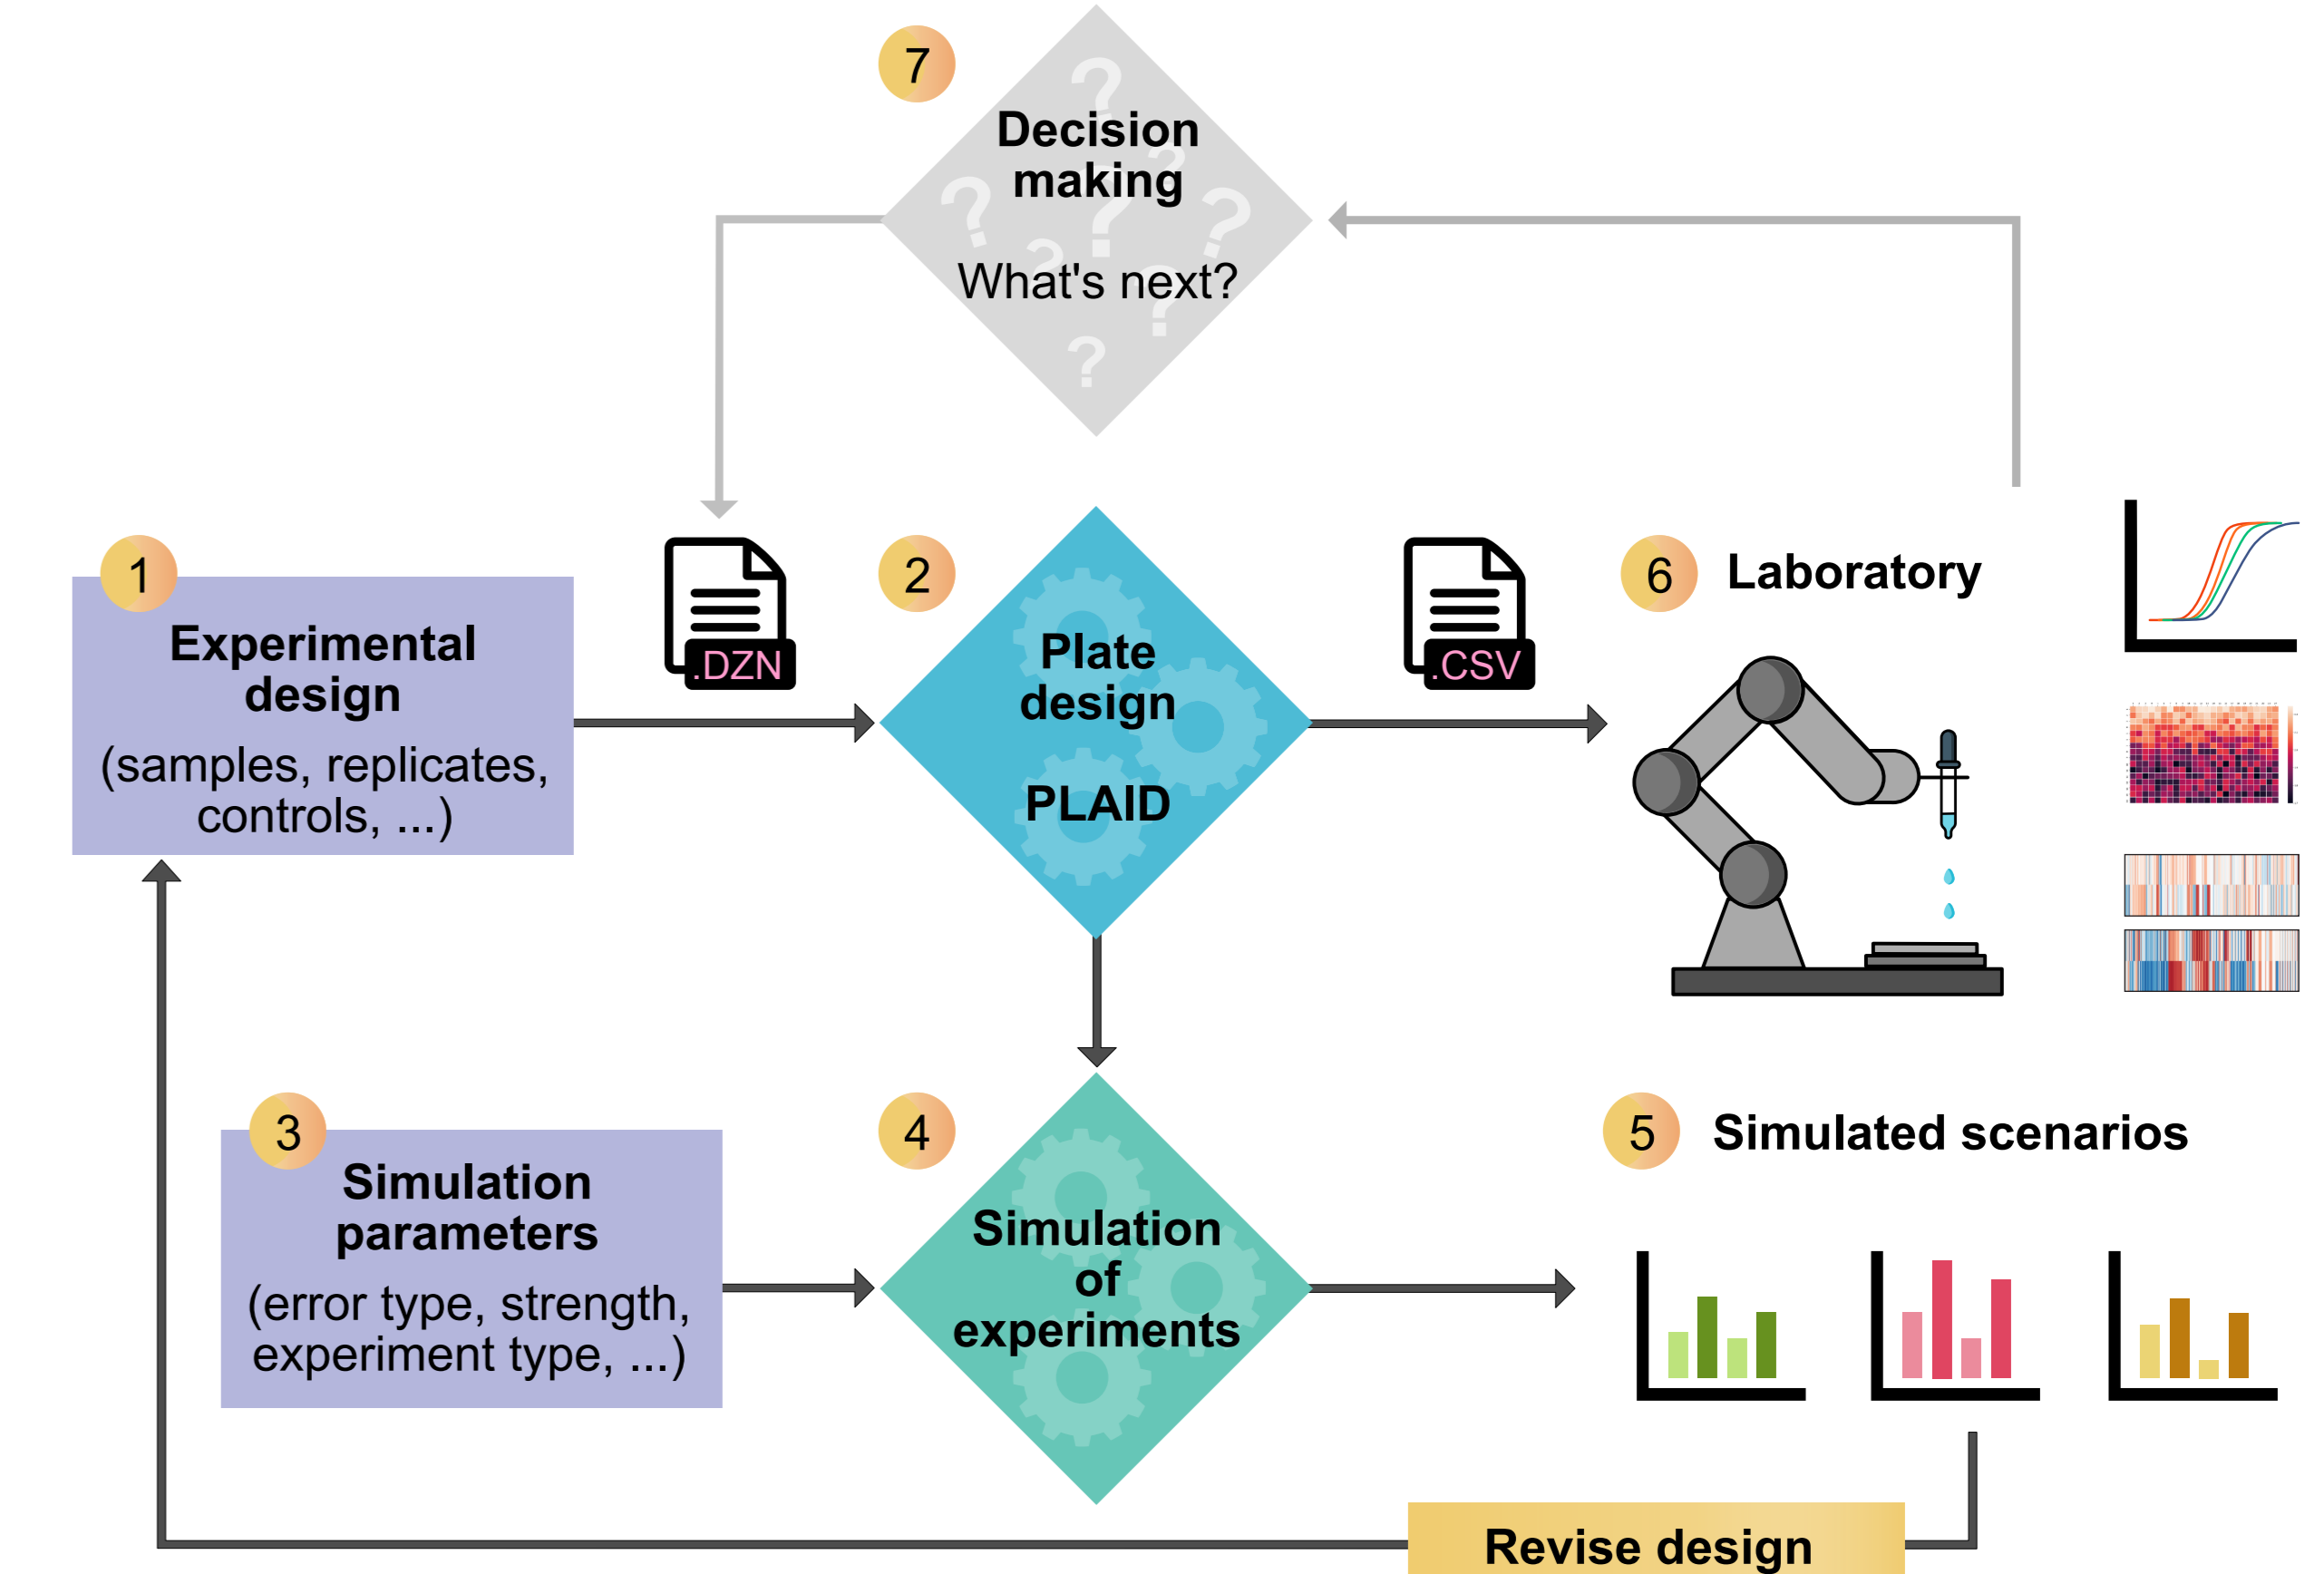 7
Decision
making
What's next?
1
Experimental
design
(samples, replicates,
controls, ...)
.DZN
2
Plate
design
PLAID
.CSV
6
Laboratory
3
Simulation
parameters
(error type, strength,
experiment type, ...)
4
Simulation
of
experiments
5
Simulated scenarios
Revise design